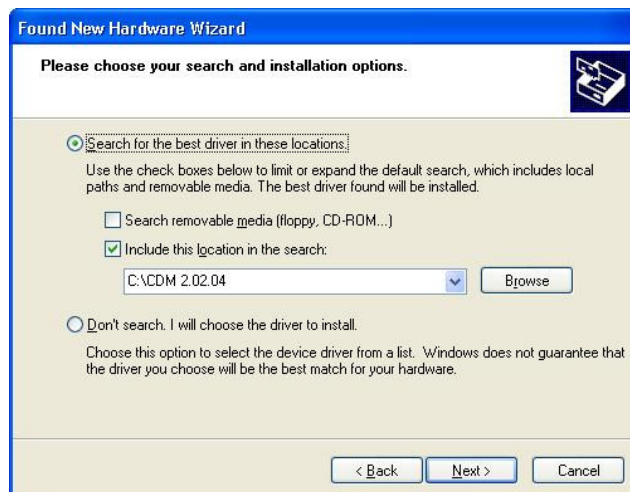 Found New Hardware Wizard
Please choose your search and installation options.
Search for the best driver in these locations.
Use the check boxes below to limit or expand the default search, which includes local
paths and removable media. The best driver found will be installed.
Search removable media (floppy, CD-ROM...)
Include this location in the search:
C:\CDM 2.02.04
Browse
Don't search. I will choose the driver to install.
Choose this option to select the device driver from a list. Windows does not guarantee that
the driver you choose will be the best match for your hardware.
< Back
Next >
Cancel